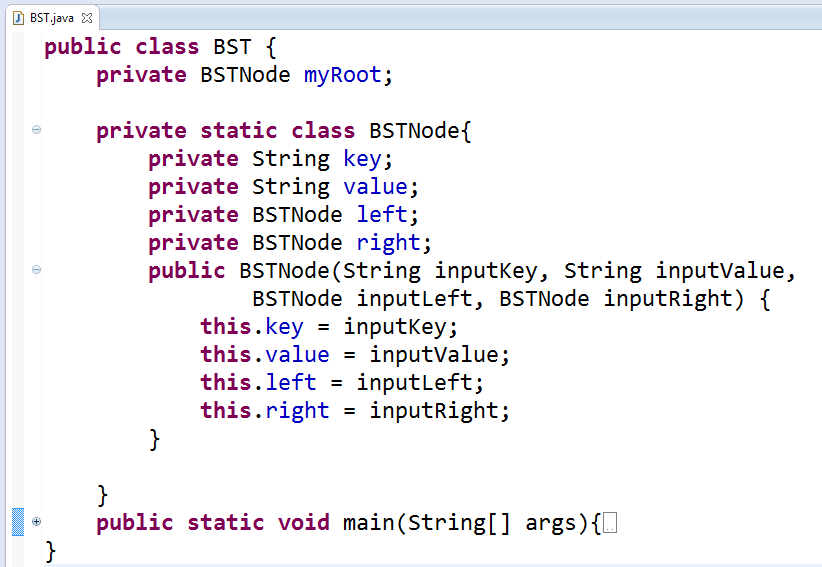 BST.java
public class BST {
    private BSTNode myRoot;
    private static class BSTNode{
        private String key;
        private String value;
        private BSTNode left;
        private BSTNode right;
        public BSTNode(String inputKey, String inputValue,
                BSTNode inputLeft, BSTNode inputRight) {
            this.key = inputKey;
            this.value = inputValue;
            this.left = inputLeft;
            this.right = inputRight;
        }
    }
    public static void main(String[] args){..
}